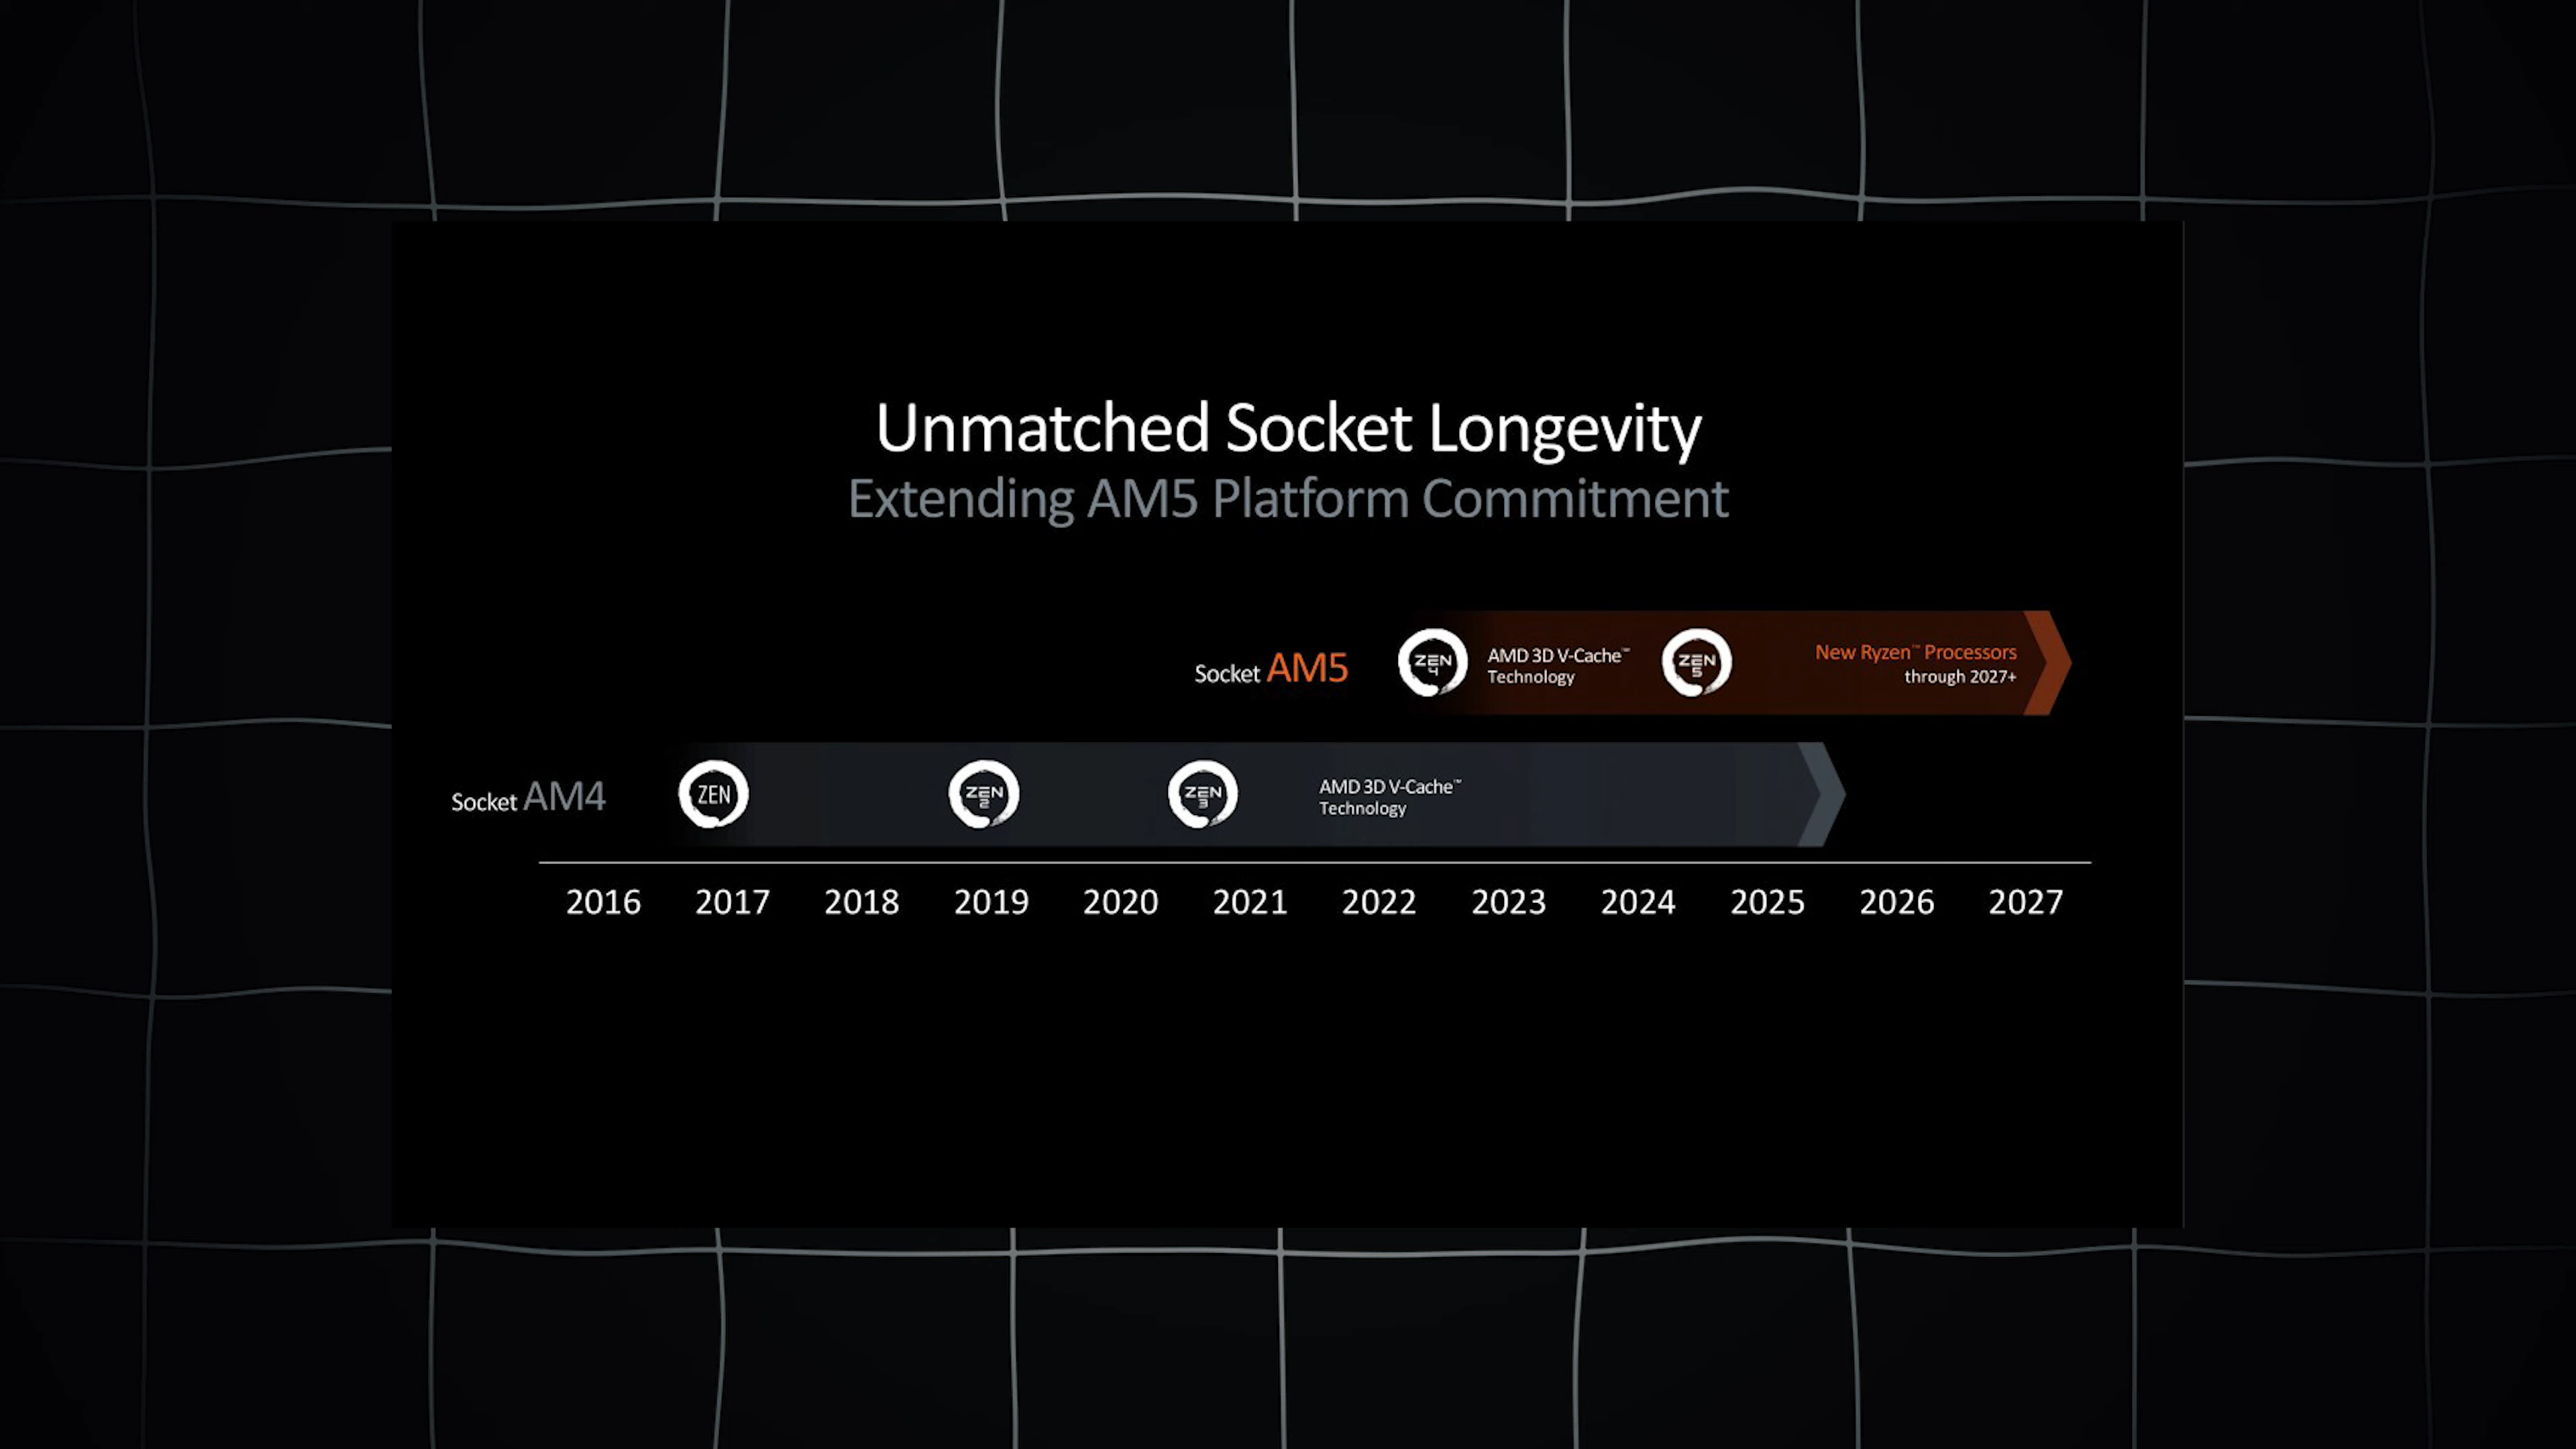 Unmatched Socket Longevity
Extending AM5 Platform Commitment
Socket AM5
ZEN
4
AMD 3D V-Cache™
Technology
ZEN
5
New Ryzen™ Processors
through 2027+
Socket AM4
ZEN
ZEN
2
ZEN
3
AMD 3D V-Cache™
Technology
2016 2017 2018 2019 2020 2021 2022 2023 2024 2025 2026 2027